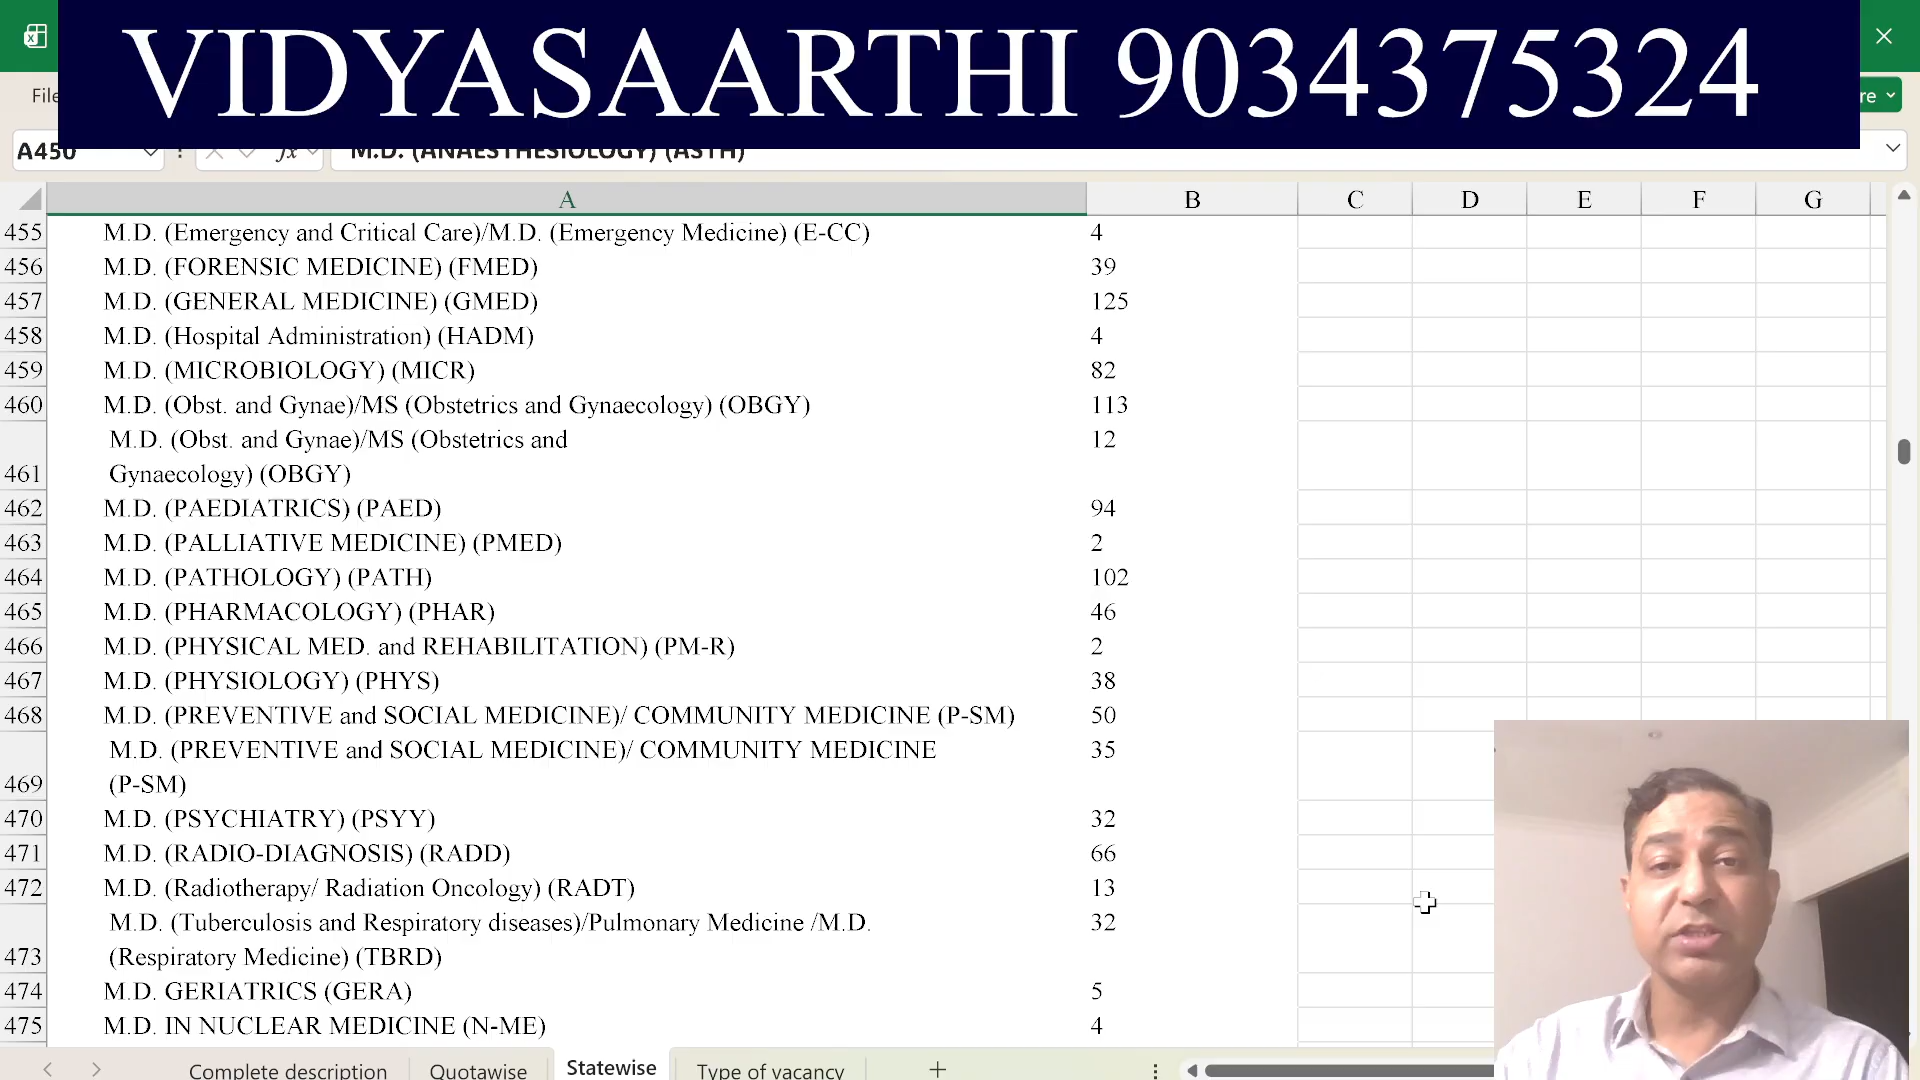 VIDYASAARTHI 9034375324
File
re
A450
fx
M.D. (ANAESTHESIOLOGY) (ASTH)
A B C D E F G
455 M.D. (Emergency and Critical Care)/M.D. (Emergency Medicine) (E-CC) 4
456 M.D. (FORENSIC MEDICINE) (FMED) 39
457 M.D. (GENERAL MEDICINE) (GMED) 125
458 M.D. (Hospital Administration) (HADM) 4
459 M.D. (MICROBIOLOGY) (MICR) 82
460 M.D. (Obst. and Gynae)/MS (Obstetrics and Gynaecology) (OBGY) 113
M.D. (Obst. and Gynae)/MS (Obstetrics and 12
461 Gynaecology) (OBGY)
462 M.D. (PAEDIATRICS) (PAED) 94
463 M.D. (PALLIATIVE MEDICINE) (PMED) 2
464 M.D. (PATHOLOGY) (PATH) 102
465 M.D. (PHARMACOLOGY) (PHAR) 46
466 M.D. (PHYSICAL MED. and REHABILITATION) (PM-R) 2
467 M.D. (PHYSIOLOGY) (PHYS) 38
468 M.D. (PREVENTIVE and SOCIAL MEDICINE)/ COMMUNITY MEDICINE (P-SM) 50
M.D. (PREVENTIVE and SOCIAL MEDICINE)/ COMMUNITY MEDICINE 35
469 (P-SM)
470 M.D. (PSYCHIATRY) (PSYY) 32
471 M.D. (RADIO-DIAGNOSIS) (RADD) 66
472 M.D. (Radiotherapy/ Radiation Oncology) (RADT) 13
M.D. (Tuberculosis and Respiratory diseases)/Pulmonary Medicine /M.D. 32
473 (Respiratory Medicine) (TBRD)
474 M.D. GERIATRICS (GERA) 5
475 M.D. IN NUCLEAR MEDICINE (N-ME) 4
Complete description Quotawise Statewise Type of vacancy